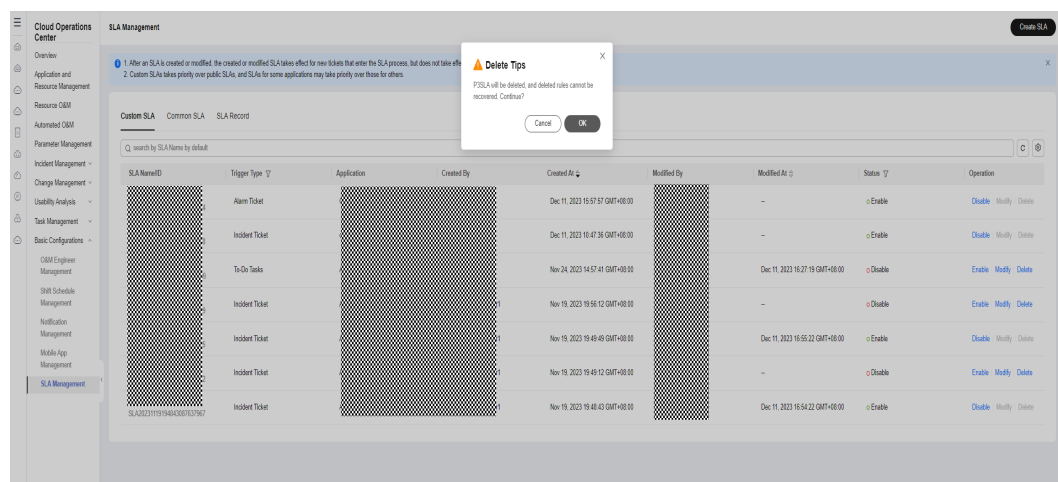 Cloud Operations Center
SLA Management
Create SLA
Overview
Application and Resource Management
Resource O&M
Automated O&M
Parameter Management
Incident Management
Change Management
Usability Analysis
Task Management
Basic Configurations
O&M Engineer Management
Shift Schedule Management
Notification Management
Mobile App Management
SLA Management
1. After an SLA is created or modified, the created or modified SLA takes effect for new tickets that enter the SLA process, but does not take effe
2. Custom SLAs takes priority over public SLAs, and SLAs for some applications may take priority over those for others.
Delete Tips
P3SLA will be deleted, and deleted rules cannot be recovered. Continue?
Cancel OK
Custom SLA Common SLA SLA Record
search by SLA Name by default
SLA Name/ID Trigger Type Application Created By Created At Modified By Modified At Status Operation
Alarm Ticket Dec 11, 2023 15:57:57 GMT+08:00 -- Enable Disable Modify Delete
Incident Ticket Dec 11, 2023 10:47:36 GMT+08:00 -- Enable Disable Modify Delete
To-Do Tasks Nov 24, 2023 14:57:41 GMT+08:00 Dec 11, 2023 16:27:19 GMT+08:00 Disable Enable Modify Delete
Incident Ticket Nov 19, 2023 19:56:12 GMT+08:00 -- Disable Enable Modify Delete
Incident Ticket Nov 19, 2023 19:49:49 GMT+08:00 Dec 11, 2023 16:55:22 GMT+08:00 Enable Disable Modify Delete
Incident Ticket Nov 19, 2023 19:49:12 GMT+08:00 -- Disable Enable Modify Delete
SLA20231119194843087637967 Incident Ticket Nov 19, 2023 19:48:43 GMT+08:00 Dec 11, 2023 16:54:22 GMT+08:00 Enable Disable Modify Delete